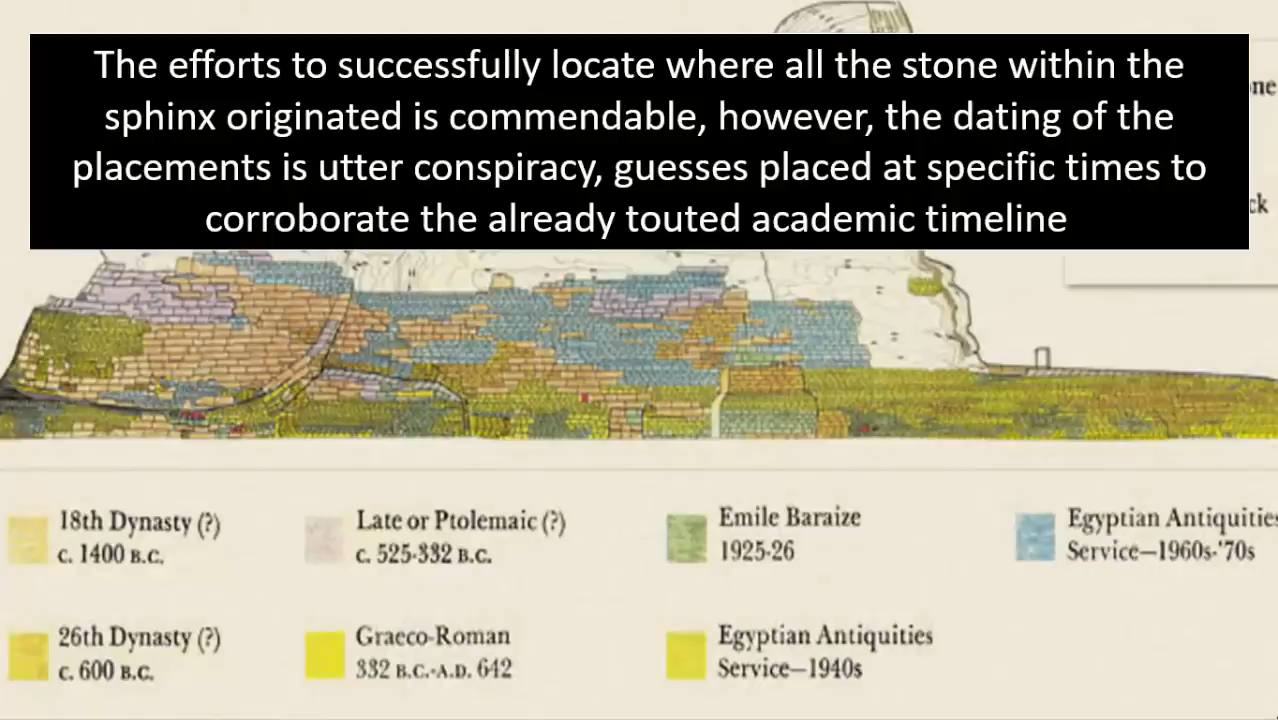 The efforts to successfully locate where all the stone within the
sphinx originated is commendable, however, the dating of the
placements is utter conspiracy, guesses placed at specific times to
corroborate the already touted academic timeline
18th Dynasty (?)
c. 1400 B.C.
Late or Ptolemaic (?)
c. 525-332 B.C.
Emile Baraize
1925-26
Egyptian Antiquities
Service—1960s-'70s
26th Dynasty (?)
c. 600 B.C.
Graeco-Roman
332 B.C.-A.D. 642
Egyptian Antiquities
Service—1940s